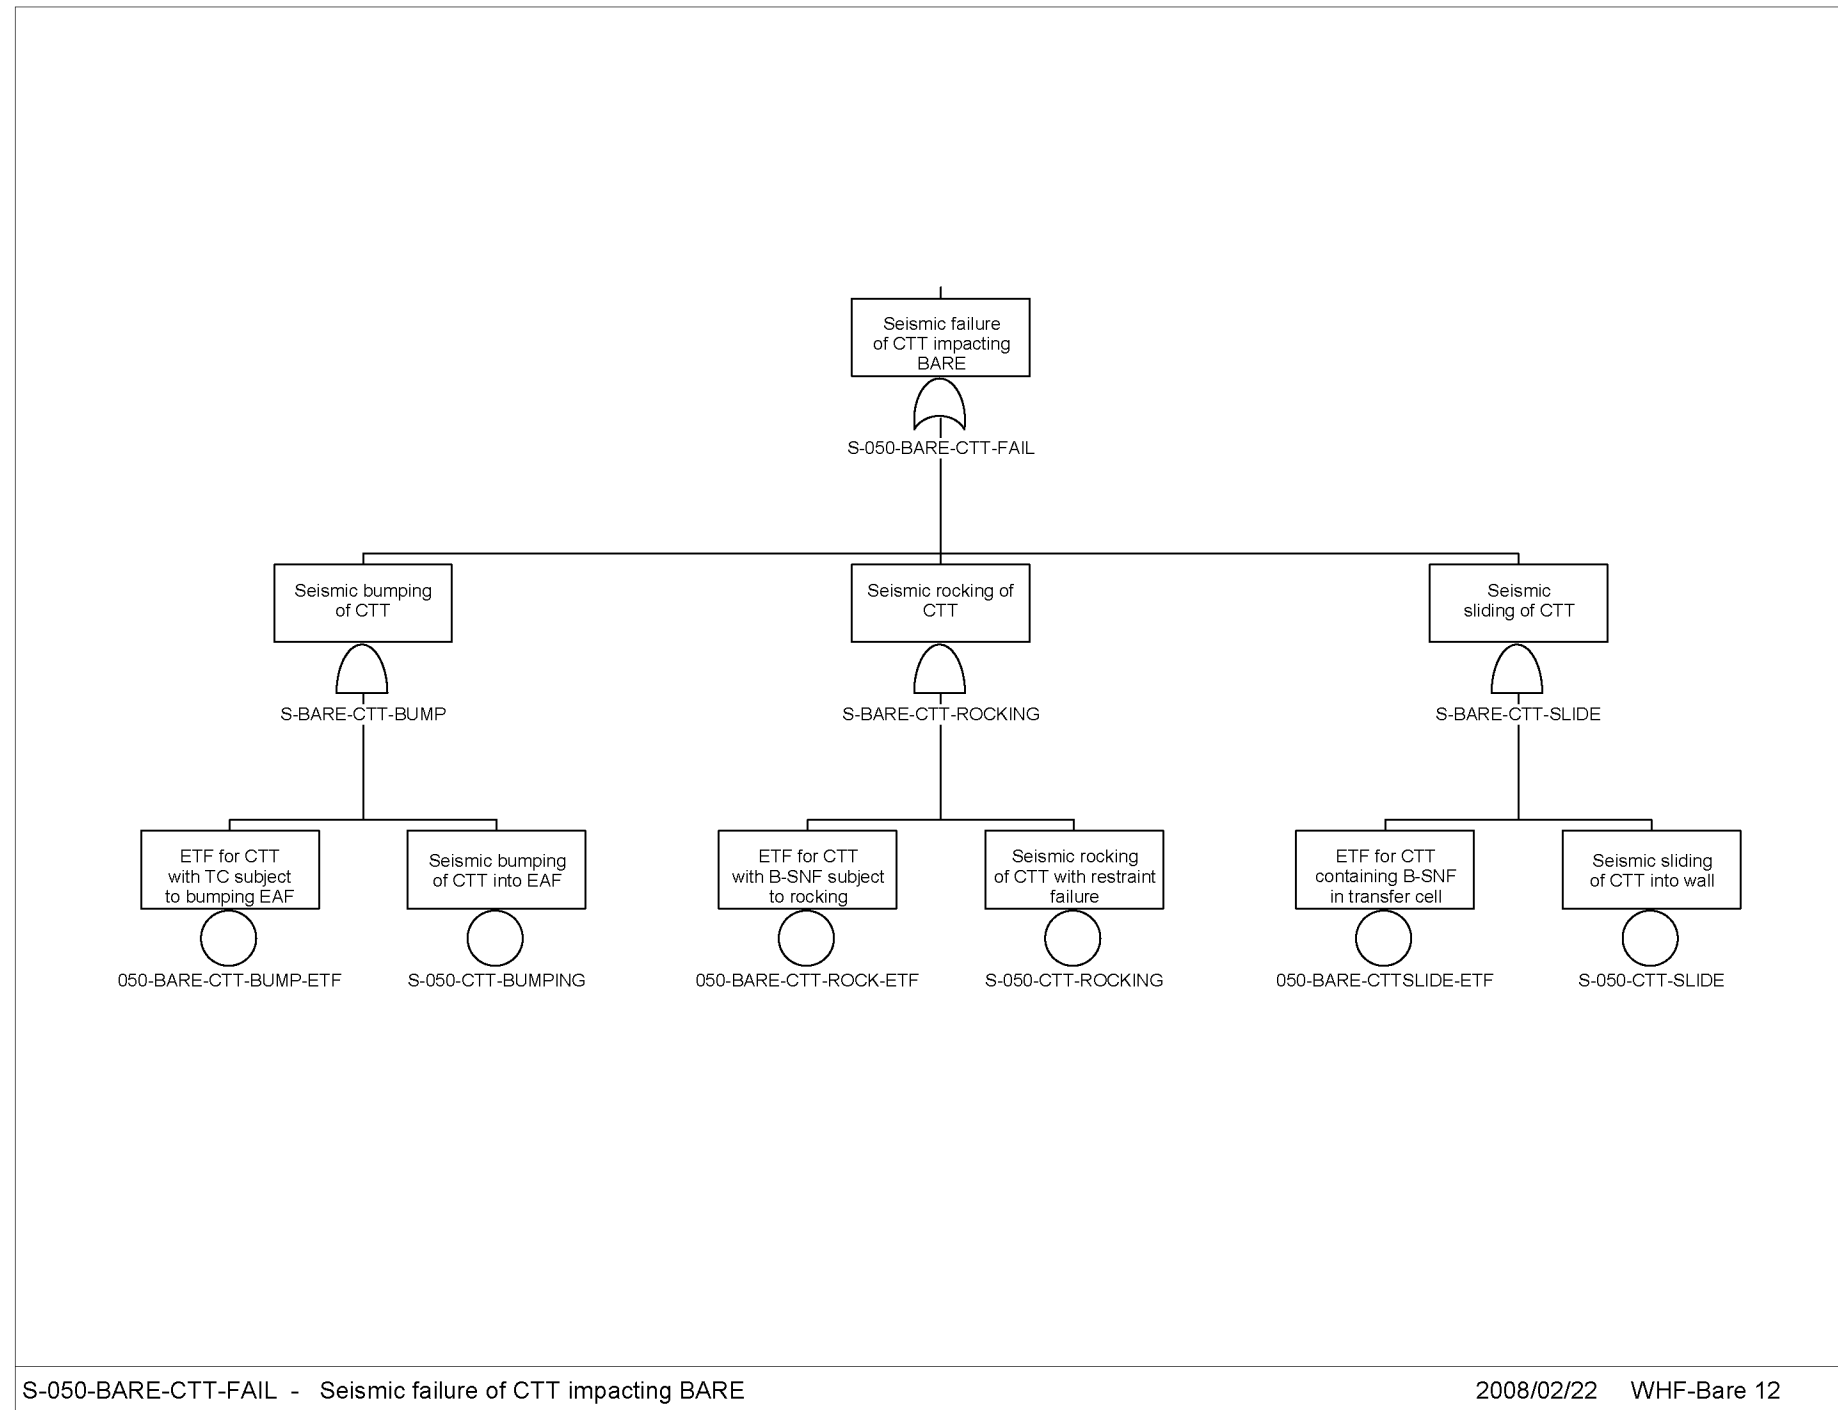 Seismic failure
of CTT impacting
BARE
S-050-BARE-CTT-FAIL
Seismic bumping
of CTT
S-BARE-CTT-BUMP
Seismic rocking of
CTT
S-BARE-CTT-ROCKING
Seismic
sliding of CTT
S-BARE-CTT-SLIDE
ETF for CTT
with TC subject
to bumping EAF
050-BARE-CTT-BUMP-ETF
Seismic bumping
of CTT into EAF
S-050-CTT-BUMPING
ETF for CTT
with B-SNF subject
to rocking
050-BARE-CTT-ROCK-ETF
Seismic rocking
of CTT with restraint
failure
S-050-CTT-ROCKING
ETF for CTT
containing B-SNF
in transfer cell
050-BARE-CTTSLIDE-ETF
Seismic sliding
of CTT into wall
S-050-CTT-SLIDE
S-050-BARE-CTT-FAIL - Seismic failure of CTT impacting BARE
2008/02/22 WHF-Bare 12